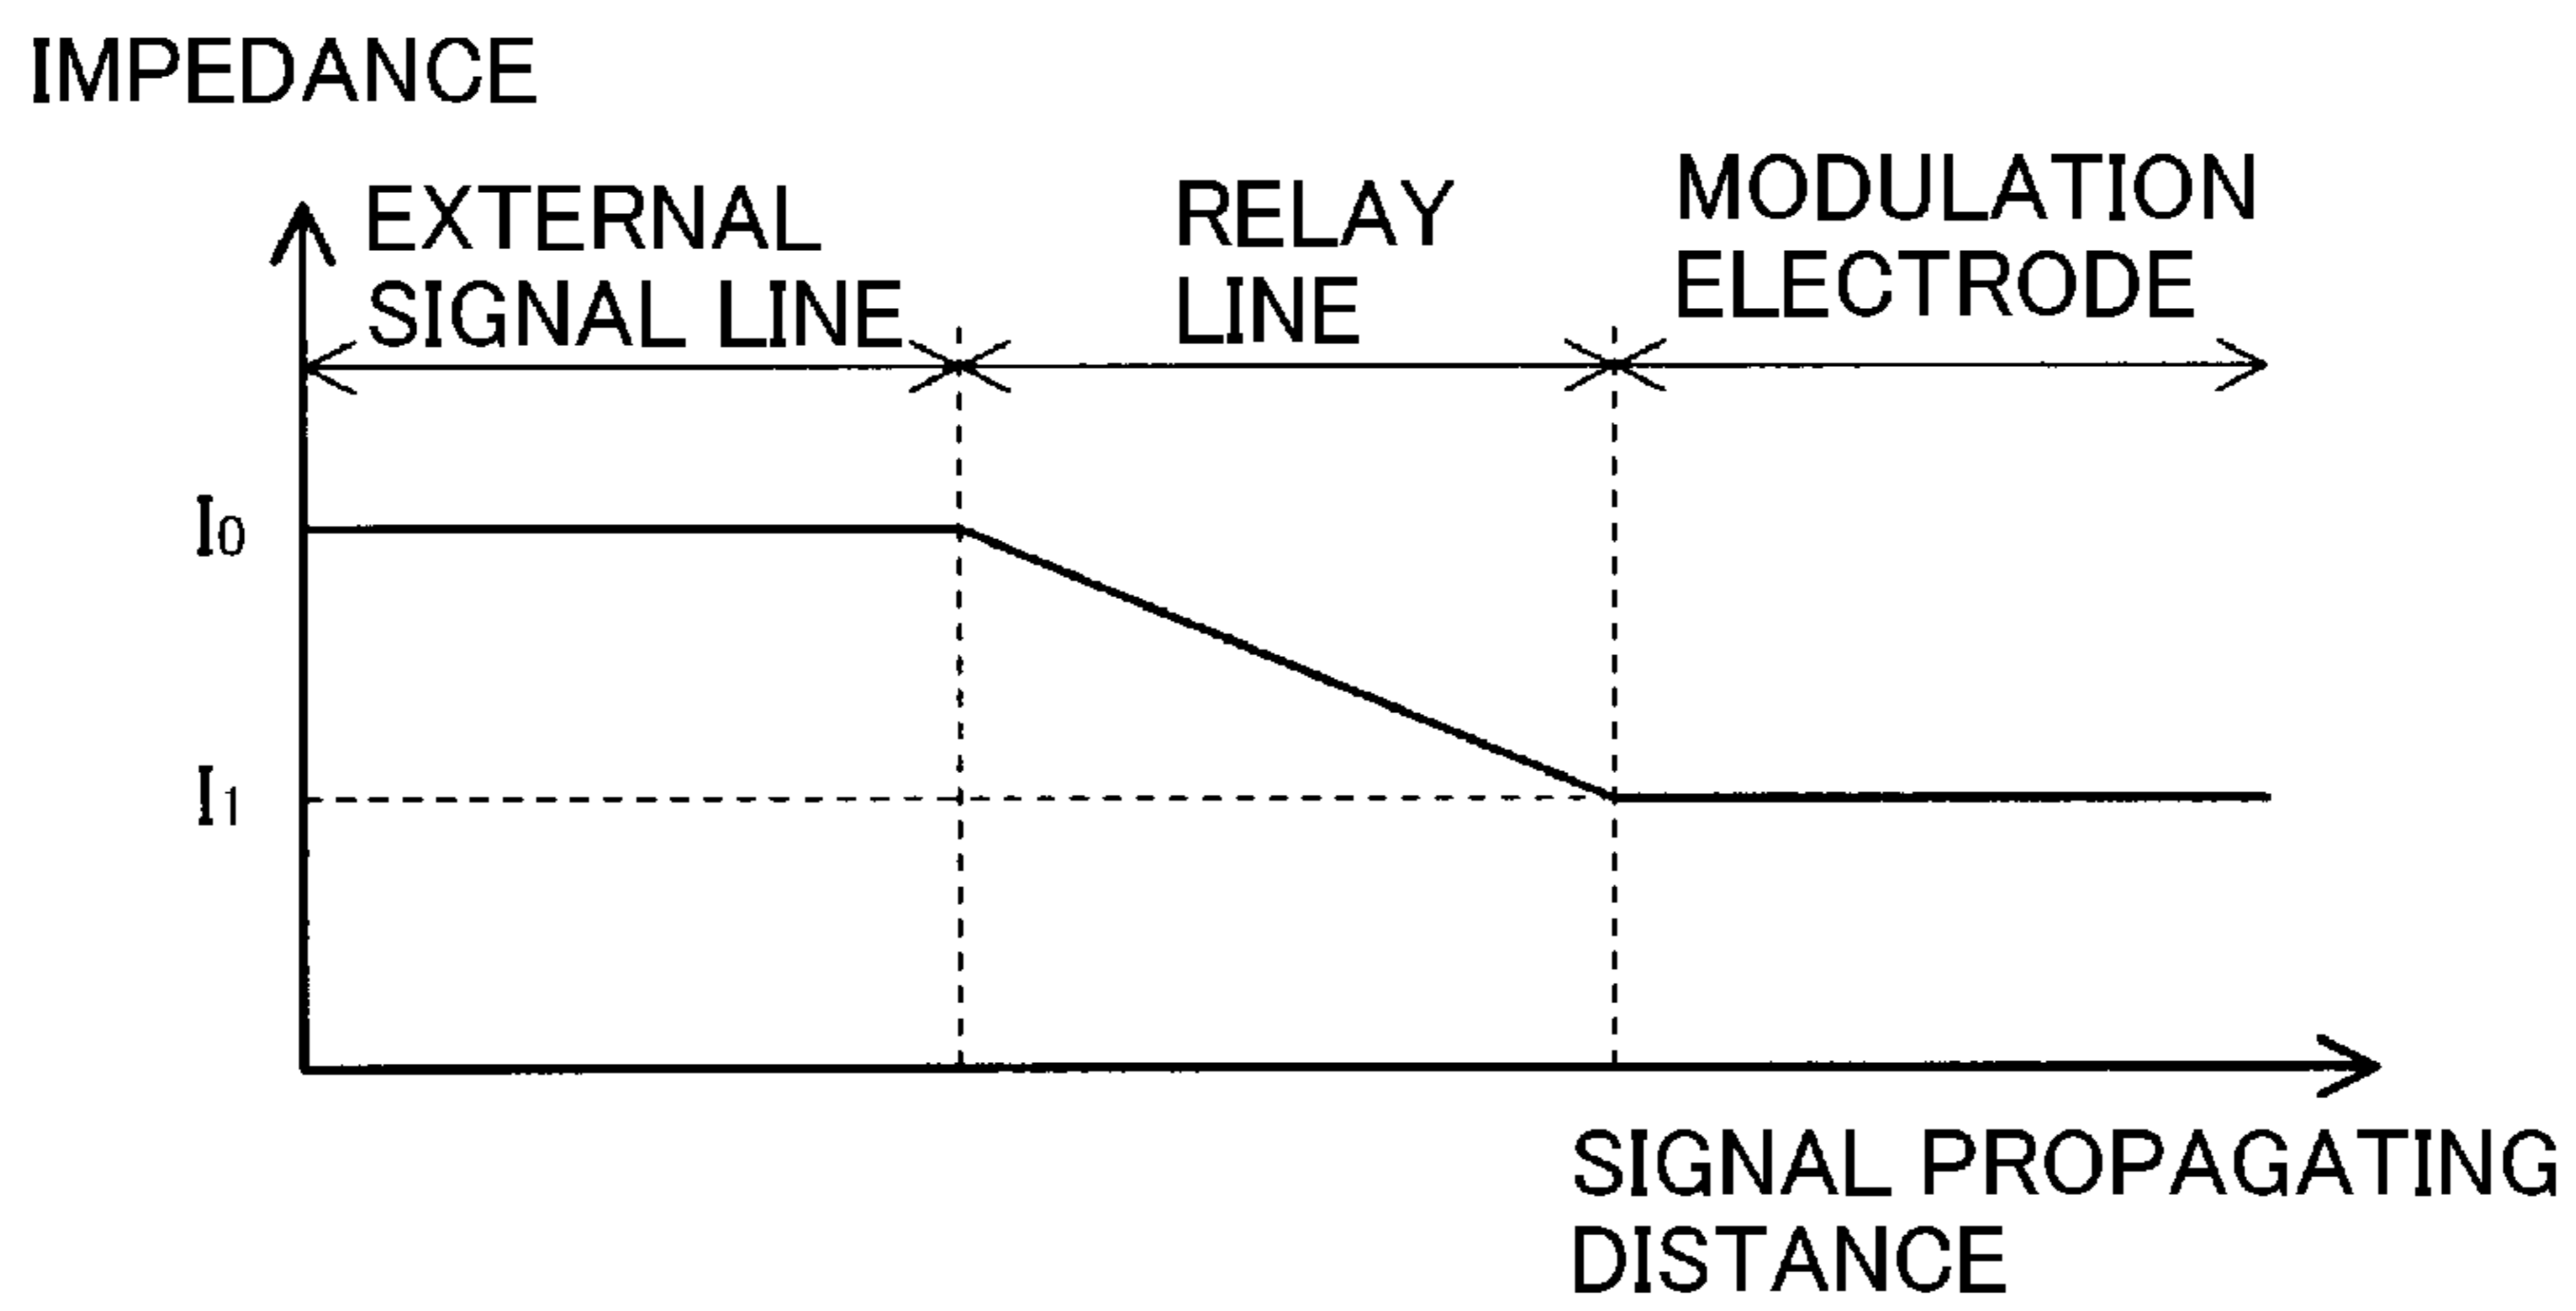 IMPEDANCE
EXTERNAL
SIGNAL LINE
RELAY
LINE
MODULATION
ELECTRODE
I0
I1
SIGNAL PROPAGATING
DISTANCE